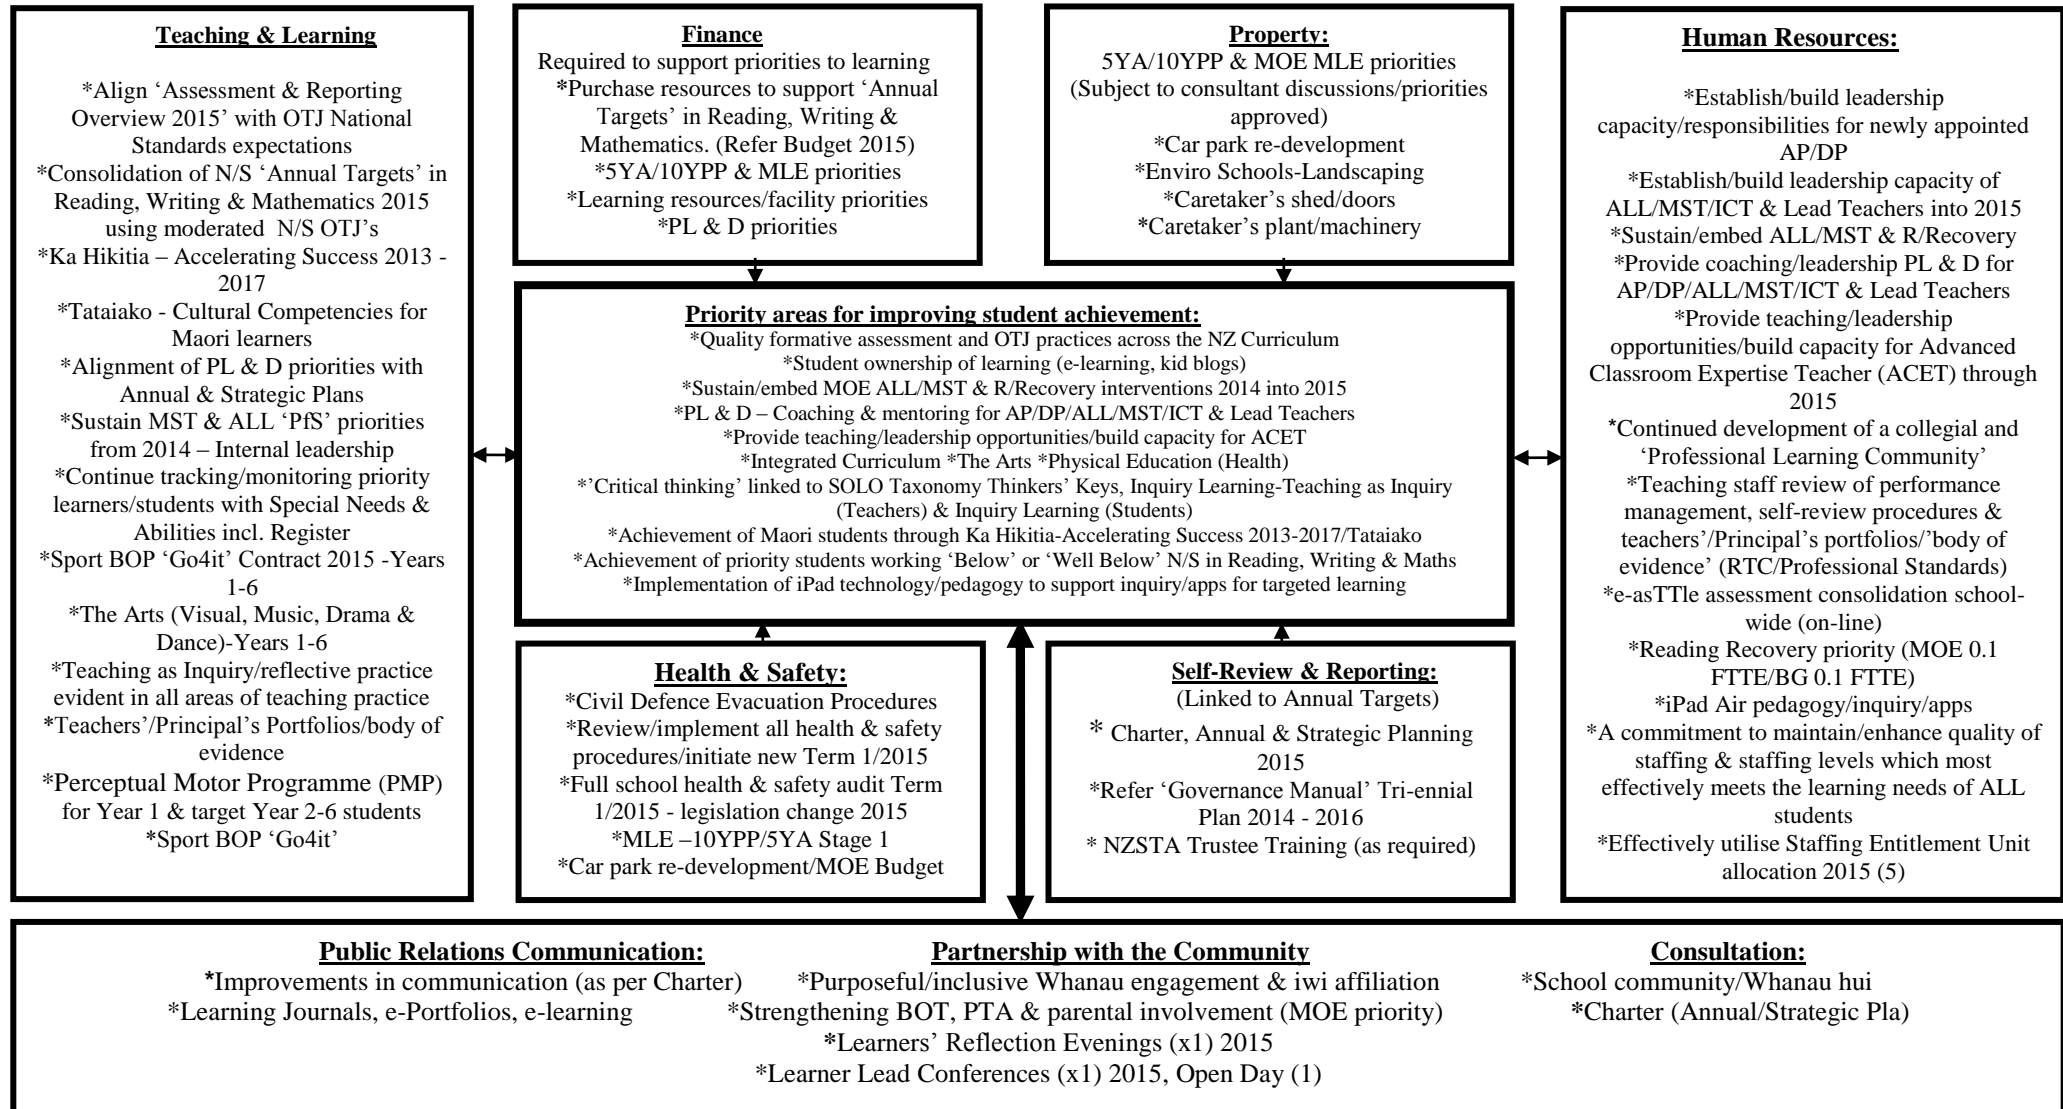 Teaching & Learning
*Align ‘Assessment & Reporting
Overview 2015’ with OTJ National
Standards expectations
*Consolidation of N/S ‘Annual Targets’ in
Reading, Writing & Mathematics 2015
using moderated N/S OTJ’s
*Ka Hikitia – Accelerating Success 2013 -
2017
*Tataiako - Cultural Competencies for
Maori learners
*Alignment of PL & D priorities with
Annual & Strategic Plans
*Sustain MST & ALL ‘PfS’ priorities
from 2014 – Internal leadership
*Continue tracking/monitoring priority
learners/students with Special Needs &
Abilities incl. Register
*Sport BOP ‘Go4it’ Contract 2015 -Years
1-6
*The Arts (Visual, Music, Drama &
Dance)-Years 1-6
*Teaching as Inquiry/reflective practice
evident in all areas of teaching practice
*Teachers’/Principal’s Portfolios/body of
evidence
*Perceptual Motor Programme (PMP)
for Year 1 & target Year 2-6 students
*Sport BOP ‘Go4it’
Finance
Required to support priorities to learning
*Purchase resources to support ‘Annual
Targets’ in Reading, Writing &
Mathematics. (Refer Budget 2015)
*5YA/10YPP & MLE priorities
*Learning resources/facility priorities
*PL & D priorities
Property:
5YA/10YPP & MOE MLE priorities
(Subject to consultant discussions/priorities
approved)
*Car park re-development
*Enviro Schools-Landscaping
*Caretaker’s shed/doors
*Caretaker’s plant/machinery
Human Resources:
*Establish/build leadership
capacity/responsibilities for newly appointed
AP/DP
*Establish/build leadership capacity of
ALL/MST/ICT & Lead Teachers into 2015
*Sustain/embed ALL/MST & R/Recovery
*Provide coaching/leadership PL & D for
AP/DP/ALL/MST/ICT & Lead Teachers
*Provide teaching/leadership
opportunities/build capacity for Advanced
Classroom Expertise Teacher (ACET) through
2015
*Continued development of a collegial and
‘Professional Learning Community’
*Teaching staff review of performance
management, self-review procedures &
teachers’/Principal’s portfolios/’body of
evidence’ (RTC/Professional Standards)
*e-asTTle assessment consolidation school-
wide (on-line)
*Reading Recovery priority (MOE 0.1
FTTE/BG 0.1 FTTE)
*iPad Air pedagogy/inquiry/apps
*A commitment to maintain/enhance quality of
staffing & staffing levels which most
effectively meets the learning needs of ALL
students
*Effectively utilise Staffing Entitlement Unit
allocation 2015 (5)
Priority areas for improving student achievement:
*Quality formative assessment and OTJ practices across the NZ Curriculum
*Student ownership of learning (e-learning, kid blogs)
*Sustain/embed MOE ALL/MST & R/Recovery interventions 2014 into 2015
*PL & D – Coaching & mentoring for AP/DP/ALL/MST/ICT & Lead Teachers
*Provide teaching/leadership opportunities/build capacity for ACET
*Integrated Curriculum *The Arts *Physical Education (Health)
*’Critical thinking’ linked to SOLO Taxonomy Thinkers’ Keys, Inquiry Learning-Teaching as Inquiry
(Teachers) & Inquiry Learning (Students)
*Achievement of Maori students through Ka Hikitia-Accelerating Success 2013-2017/Tataiako
*Achievement of priority students working ‘Below’ or ‘Well Below’ N/S in Reading, Writing & Maths
*Implementation of iPad technology/pedagogy to support inquiry/apps for targeted learning
Health & Safety:
*Civil Defence Evacuation Procedures
*Review/implement all health & safety
procedures/initiate new Term 1/2015
*Full school health & safety audit Term
1/2015 - legislation change 2015
*MLE –10YPP/5YA Stage 1
*Car park re-development/MOE Budget
Self-Review & Reporting:
(Linked to Annual Targets)
* Charter, Annual & Strategic Planning
2015
*Refer ‘Governance Manual’ Tri-ennial
Plan 2014 - 2016
* NZSTA Trustee Training (as required)
Public Relations Communication: Partnership with the Community Consultation:
*Improvements in communication (as per Charter) *Purposeful/inclusive Whanau engagement & iwi affiliation *School community/Whanau hui
*Learning Journals, e-Portfolios, e-learning *Strengthening BOT, PTA & parental involvement (MOE priority) *Charter (Annual/Strategic Pla)
*Learners’ Reflection Evenings (x1) 2015
*Learner Lead Conferences (x1) 2015, Open Day (1)